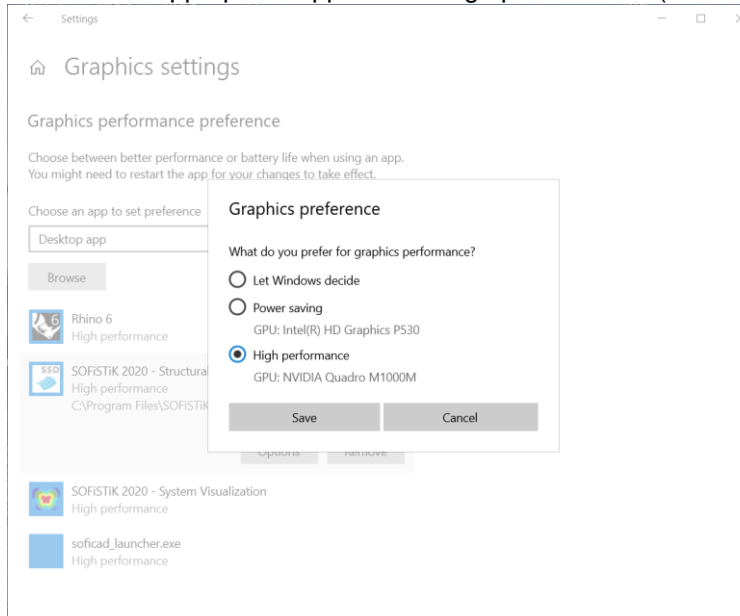 Settings
Graphics settings
Graphics performance preference
Choose between better performance or battery life when using an app.
You might need to restart the app for your changes to take effect.
Choose an app to set preference
Desktop app
Browse
Rhino 6
High performance
SOFiSTiK 2020 - Structural
High performance
C:\Program Files\SOFiSTiK
Options Remove
SOFiSTiK 2020 - System Visualization
High performance
soficad_launcher.exe
High performance
Graphics preference
What do you prefer for graphics performance?
Let Windows decide
Power saving
GPU: Intel(R) HD Graphics P530
High performance
GPU: NVIDIA Quadro M1000M
Save Cancel